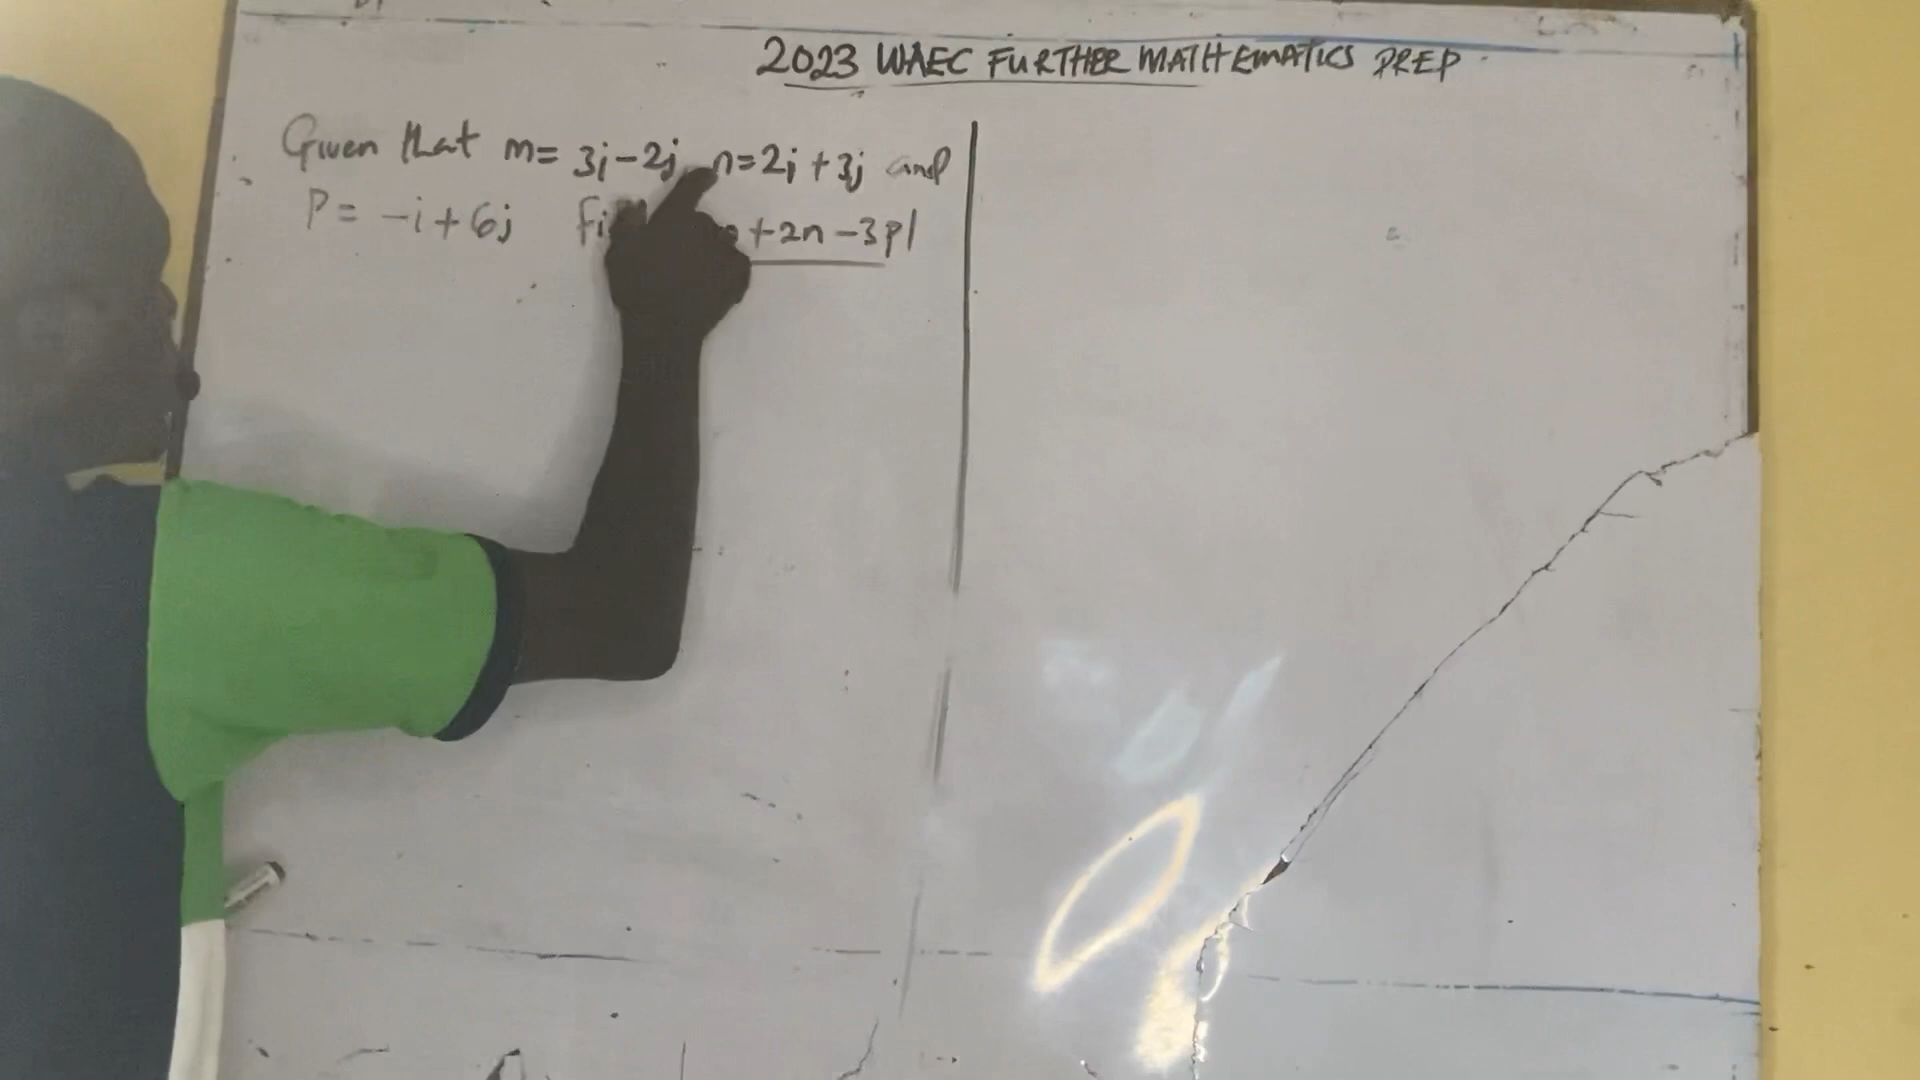 2023 WAEC FURTHER MATHEMATICS PREP
Given that m= 3i-2j n=2i+3j and
P= -i+6j +2n-3p|